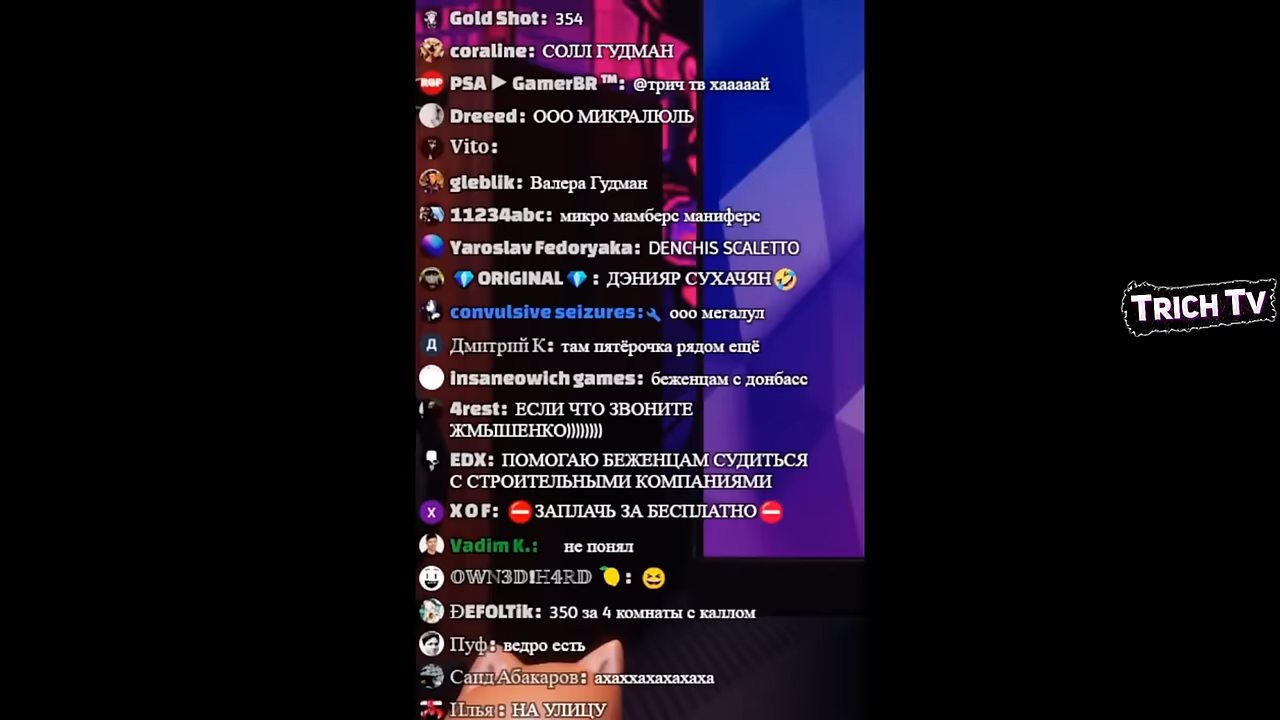 Gold Shot: 354
coraline: СОЛЛ ГУДМАН
PSA ▶ GamerBR™: @трич тв хааааай
Dreeed: ООО МИКРАЛЮЛЬ
Vito:
gleblik: Валера Гудман
11234abc: микро мамберс маниферс
Yaroslav Fedoryaka: DENCHIS SCALETTO
💎ORIGINAL💎: ДЭНИЯР СУХАЧЯН🤣
convulsive seizures:🔧 ооо мегалул
Дмитрий К: там пятёрочка рядом ещё
insaneowich games: беженцам с донбасс
4rest: ЕСЛИ ЧТО ЗВОНИТЕ
ЖМЫШЕНКО))))))))
EDX: ПОМОГАЮ БЕЖЕНЦАМ СУДИТЬСЯ
С СТРОИТЕЛЬНЫМИ КОМПАНИЯМИ
X O F: ⛔ЗАПЛАЧЬ ЗА БЕСПЛАТНО⛔
Vadim K.: не понял
𝕆𝕎ℕ𝟛𝔻!ℍ𝟜ℝ𝔻 🍋: 😆
ĐEFOLTik: 350 за 4 комнаты с каллом
Пуф: ведро есть
Саид Абакаров: ахаххахахахаха
Илья: НА УЛИЦУ
TRICH TV